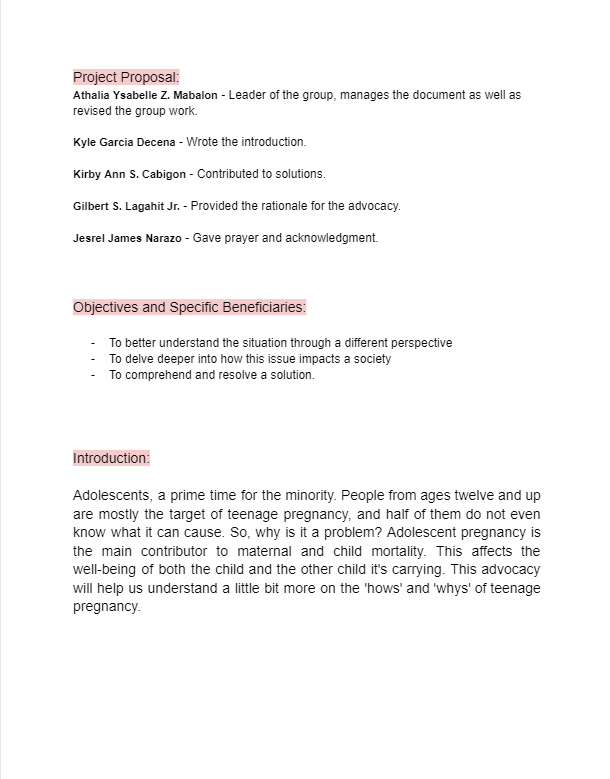 Project Proposal:
Athalia Ysabelle Z. Mabalon - Leader of the group, manages the document as well as
revised the group work.
Kyle Garcia Decena - Wrote the introduction.
Kirby Ann S. Cabigon - Contributed to solutions.
Gilbert S. Lagahit Jr. - Provided the rationale for the advocacy.
Jesrel James Narazo - Gave prayer and acknowledgment.
Objectives and Specific Beneficiaries:
- To better understand the situation through a different perspective
- To delve deeper into how this issue impacts a society
- To comprehend and resolve a solution.
Introduction:
Adolescents, a prime time for the minority. People from ages twelve and up
are mostly the target of teenage pregnancy, and half of them do not even
know what it can cause. So, why is it a problem? Adolescent pregnancy is
the main contributor to maternal and child mortality. This affects the
well-being of both the child and the other child it's carrying. This advocacy
will help us understand a little bit more on the 'hows' and 'whys' of teenage
pregnancy.